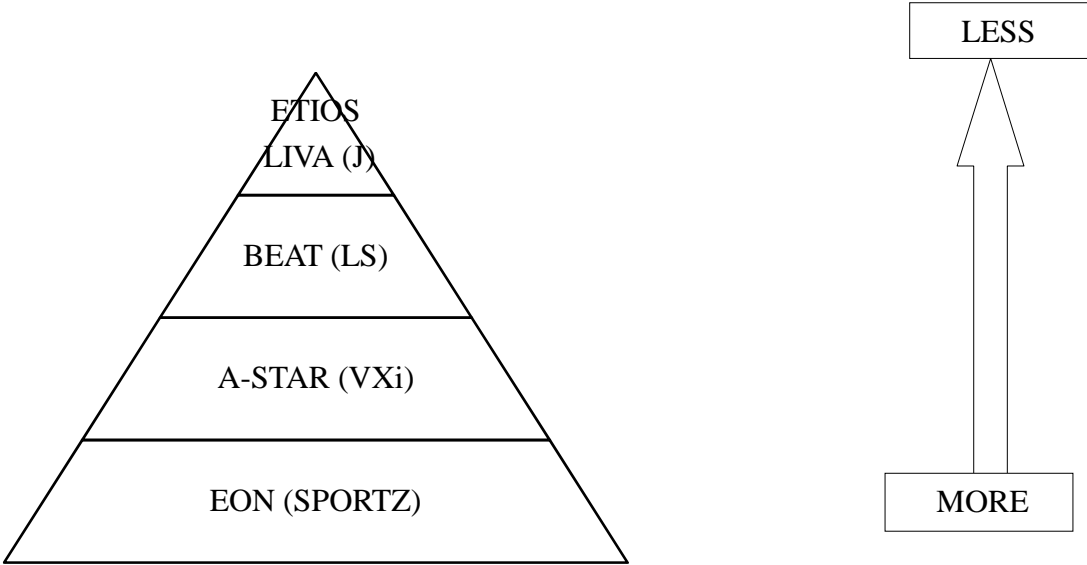 LESS
ETIOS
LIVA (J)
BEAT (LS)
A-STAR (VXi)
EON (SPORTZ)
MORE